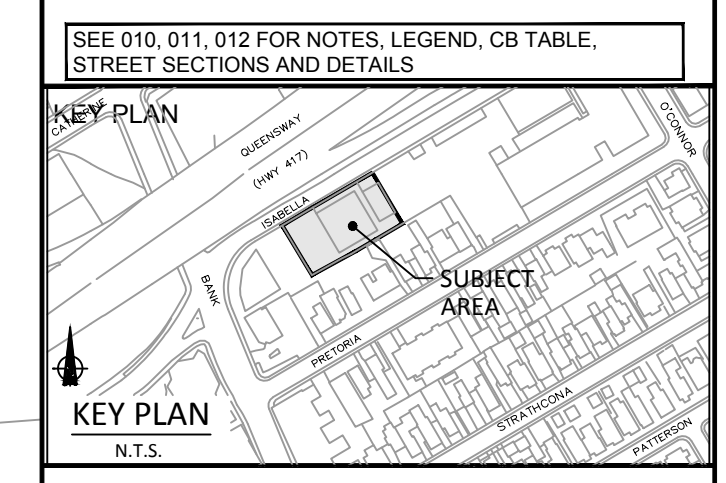 SEE 010, 011, 012 FOR NOTES, LEGEND, CB TABLE,
STREET SECTIONS AND DETAILS
KEY PLAN
CATHERINE
QUEENSWAY
(HWY 417)
O'CONNOR
ISABELLA
BANK
SUBJECT
AREA
PRETORIA
STRATHCONA
PATTERSON
KEY PLAN
N.T.S.